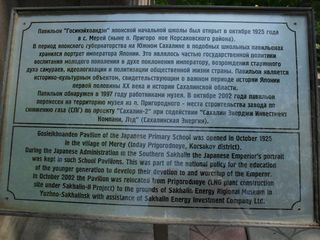 Павильон "Госинйехоандэн" японской начальной школы был открыт в октябре 1925 года
в с. Мерей (ныне п. Пригородное Корсаковского района).
В период японского губернаторства на Южном Сахалине в подобных школьных павильонах
хранился портрет императора Японии. Это являлось частью государственной политики
воспитания молодого поколения в духе поклонения императору, возрождения старинного
духа самураев, идеологизации и политизации общественной жизни страны. Павильон является
историко-культурным объектом, свидетельствующим о важном периоде истории Японии
первой половины XX века и истории Сахалинской области.
Павильон обнаружен в 1997 году работниками музея. В октябре 2002 года павильон
перенесен на территорию музея из п. Пригородное - места строительства завода по
сжижению газа (СПГ) по проекту "Сахалин-2" при содействии "Сахалин Энерджи Инвестмент
Компани, Лтд" (Сахалинская Энергия).
Gosieikhoanden Pavilion of the Japanese Primary School was opened in October 1925
in the village of Merey (today Prigorodnoye, Korsakov district).
During the Japanese Administration in the Southern Sakhalin the Japanese Emperor's portrait
was kept in such School Pavilions. This was part of the national policy for the education
of the younger generation to develop their devotion to and worship of the Emperor.
In October 2002 the Pavilion was relocated from Prigorodnoye (LNG plant construction
site under Sakhalin-II Project) to the grounds of Sakhalin Regional Museum in
Yuzhno-Sakhalinsk with assistance of Sakhalin Energy Investment Company Ltd.